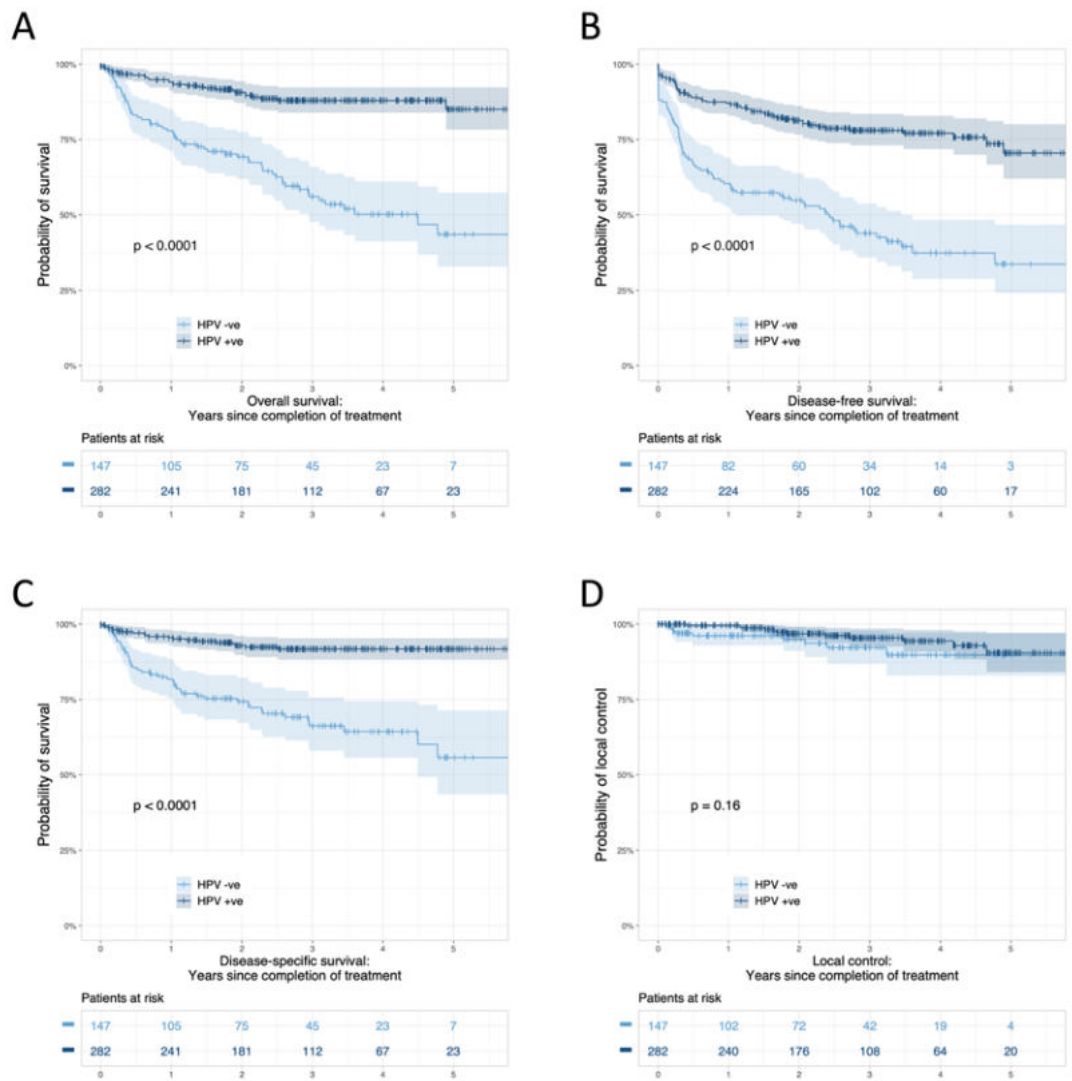 A
100%
75%
50%
25%
0%
Probability of survival
p < 0.0001
HPV -ve
HPV +ve
0 1 2 3 4 5
Overall survival:
Years since completion of treatment
Patients at risk
147 105 75 45 23 7
282 241 181 112 67 23
0 1 2 3 4 5
B
100%
75%
50%
25%
0%
Probability of survival
p < 0.0001
HPV -ve
HPV +ve
0 1 2 3 4 5
Disease-free survival:
Years since completion of treatment
Patients at risk
147 82 60 34 14 3
282 224 165 102 60 17
0 1 2 3 4 5
C
100%
75%
50%
25%
0%
Probability of survival
p < 0.0001
HPV -ve
HPV +ve
0 1 2 3 4 5
Disease-specific survival:
Years since completion of treatment
Patients at risk
147 105 75 45 23 7
282 241 181 112 67 23
0 1 2 3 4 5
D
100%
75%
50%
25%
0%
Probability of local control
p = 0.16
HPV -ve
HPV +ve
0 1 2 3 4 5
Local control:
Years since completion of treatment
Patients at risk
147 102 72 42 19 4
282 240 176 108 64 20
0 1 2 3 4 5